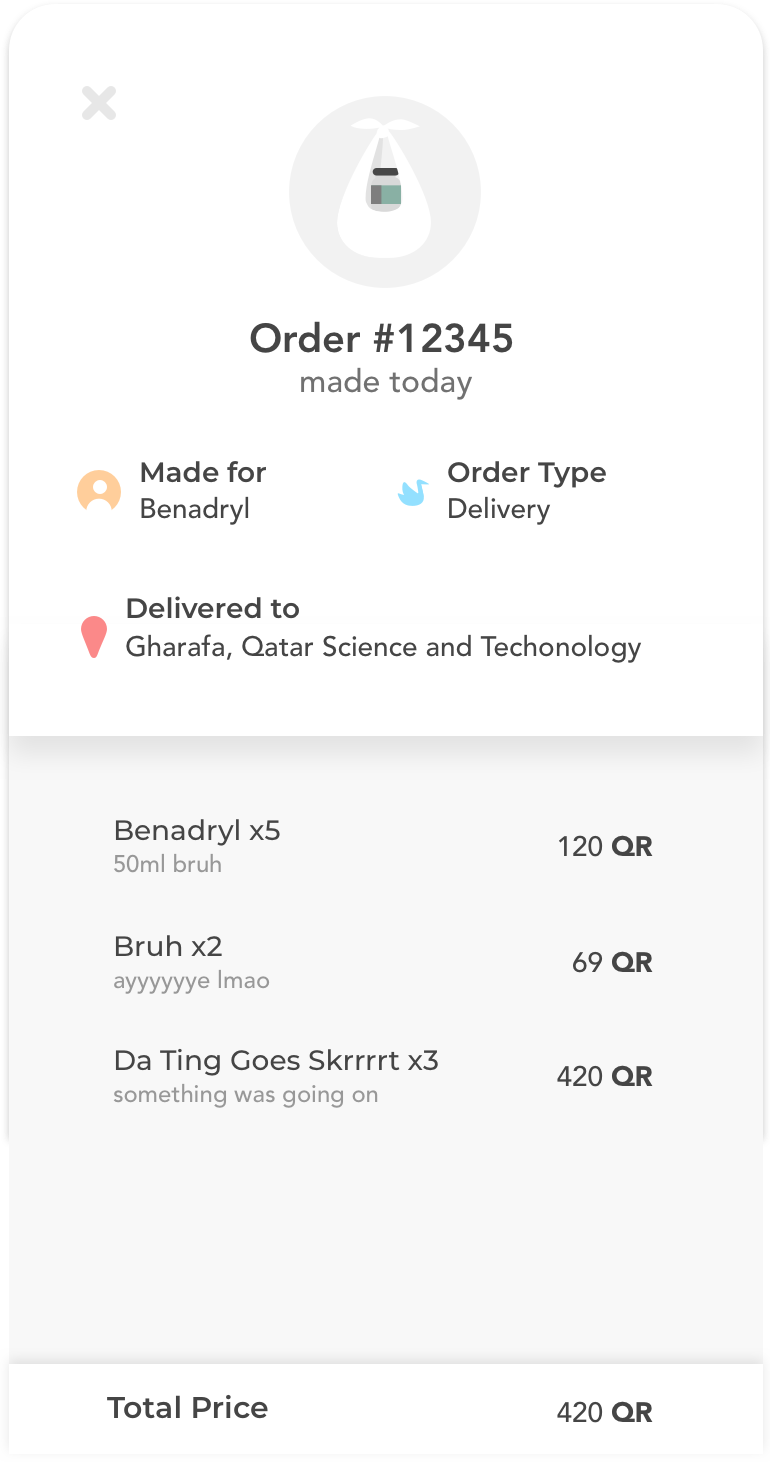 Order #12345
made today
Made for
Benadryl
Order Type
Delivery
Delivered to
Gharafa, Qatar Science and Techonology
Benadryl x5
50ml bruh
120 QR
Bruh x2
ayyyyyye lmao
69 QR
Da Ting Goes Skrrrrt x3
something was going on
420 QR
Total Price
420 QR